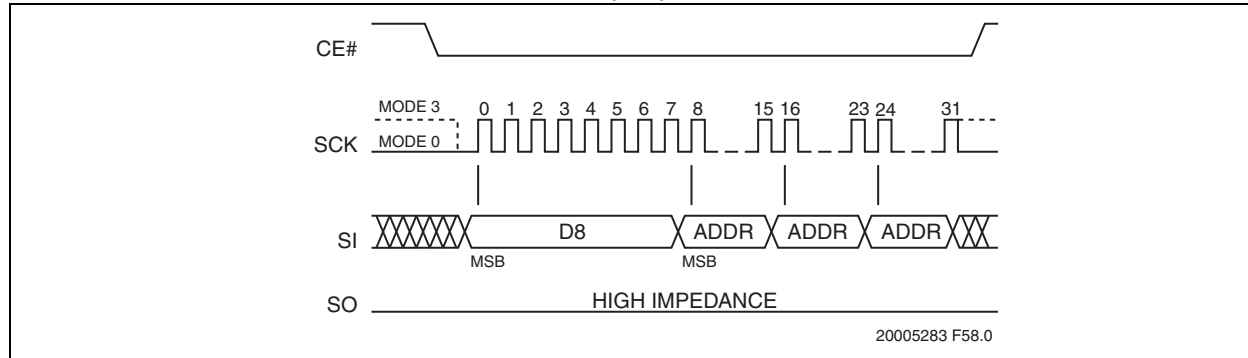 CE#
MODE 3 0 1 2 3 4 5 6 7 8 15 16 23 24 31
SCK MODE 0
SI D8 ADDR ADDR ADDR
MSB MSB
SO HIGH IMPEDANCE
20005283 F58.0